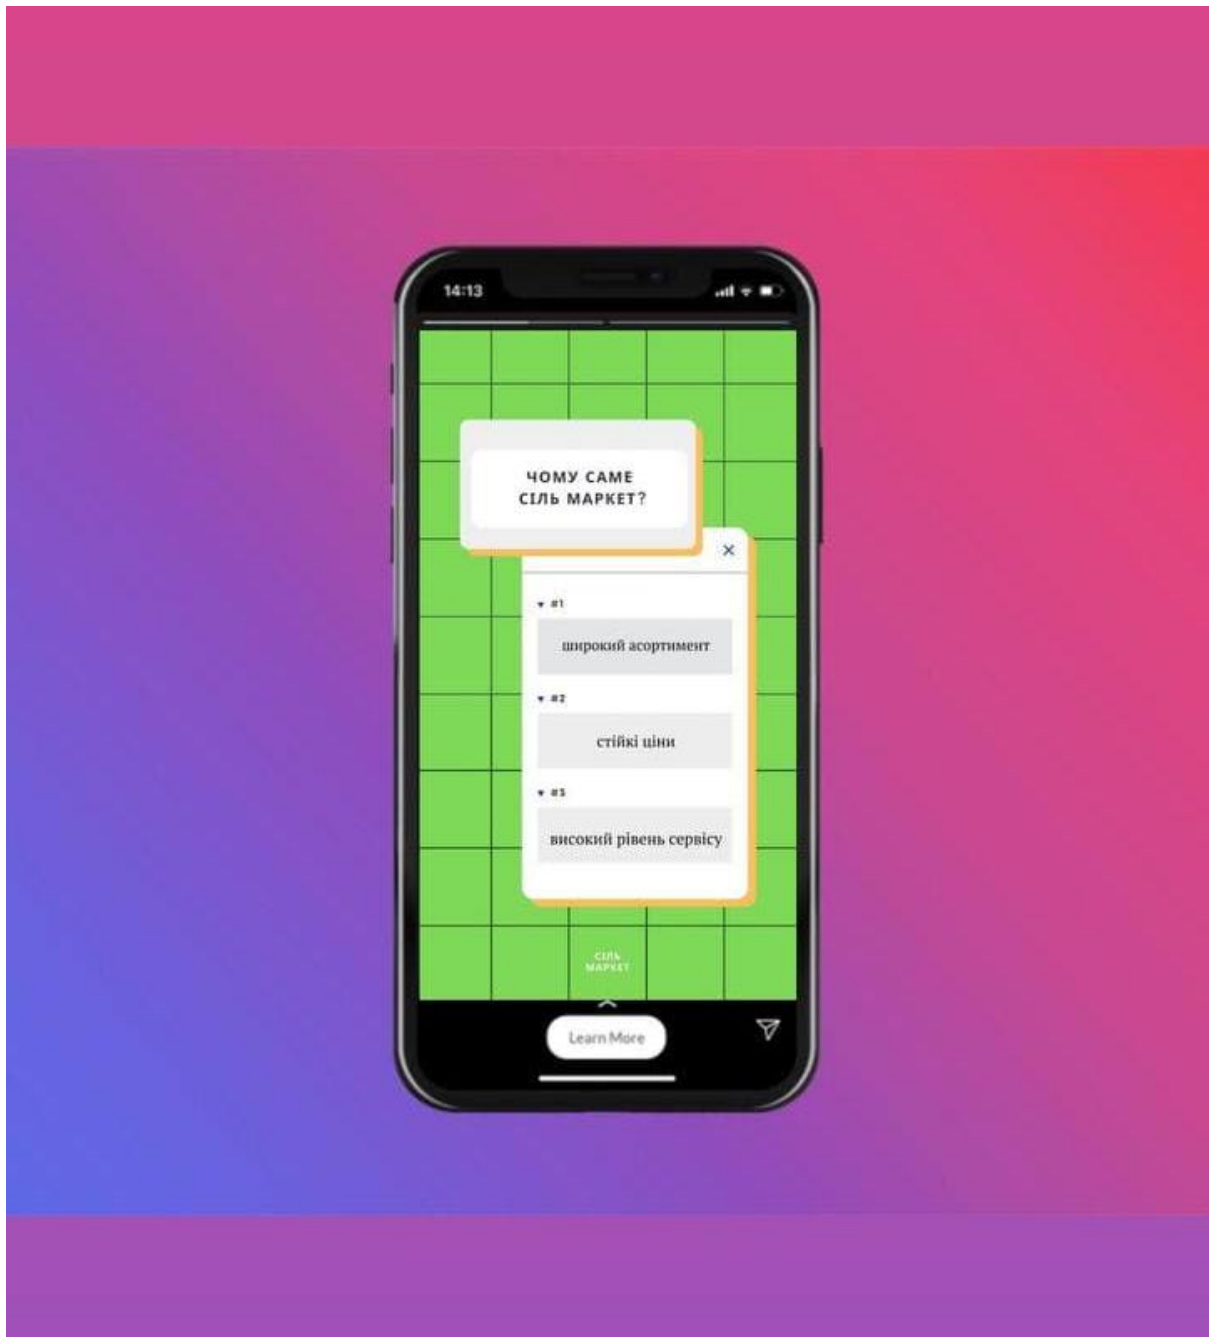 14:13
ЧОМУ САМЕ
СІЛЬ МАРКЕТ?
#1
широкий асортимент
#2
стійкі ціни
#3
високий рівень сервісу
СІЛЬ
МАРКЕТ
Learn More